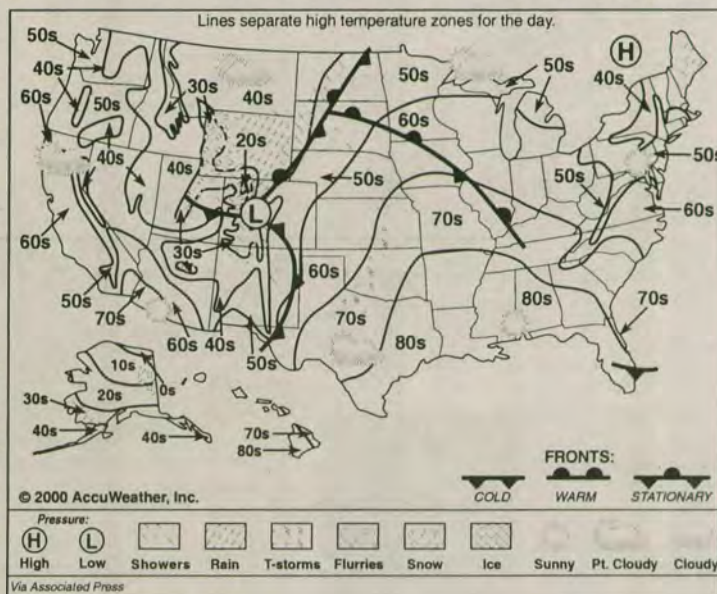 Lines separate high temperature zones for the day.
50s
40s
60s
50s
40s
30s
40s
20s
40s
50s
50s
50s
40s
60s
50s
50s
50s
60s
60s
50s
70s
30s
60s
70s
60s
40s
50s
70s
80s
80s
70s
10s
0s
20s
30s
40s
40s
70s
80s
H
L
FRONTS:
COLD WARM STATIONARY
© 2000 AccuWeather, Inc.
Pressure:
H L
High Low Showers Rain T-storms Flurries Snow Ice Sunny Pt. Cloudy Cloudy
Via Associated Press